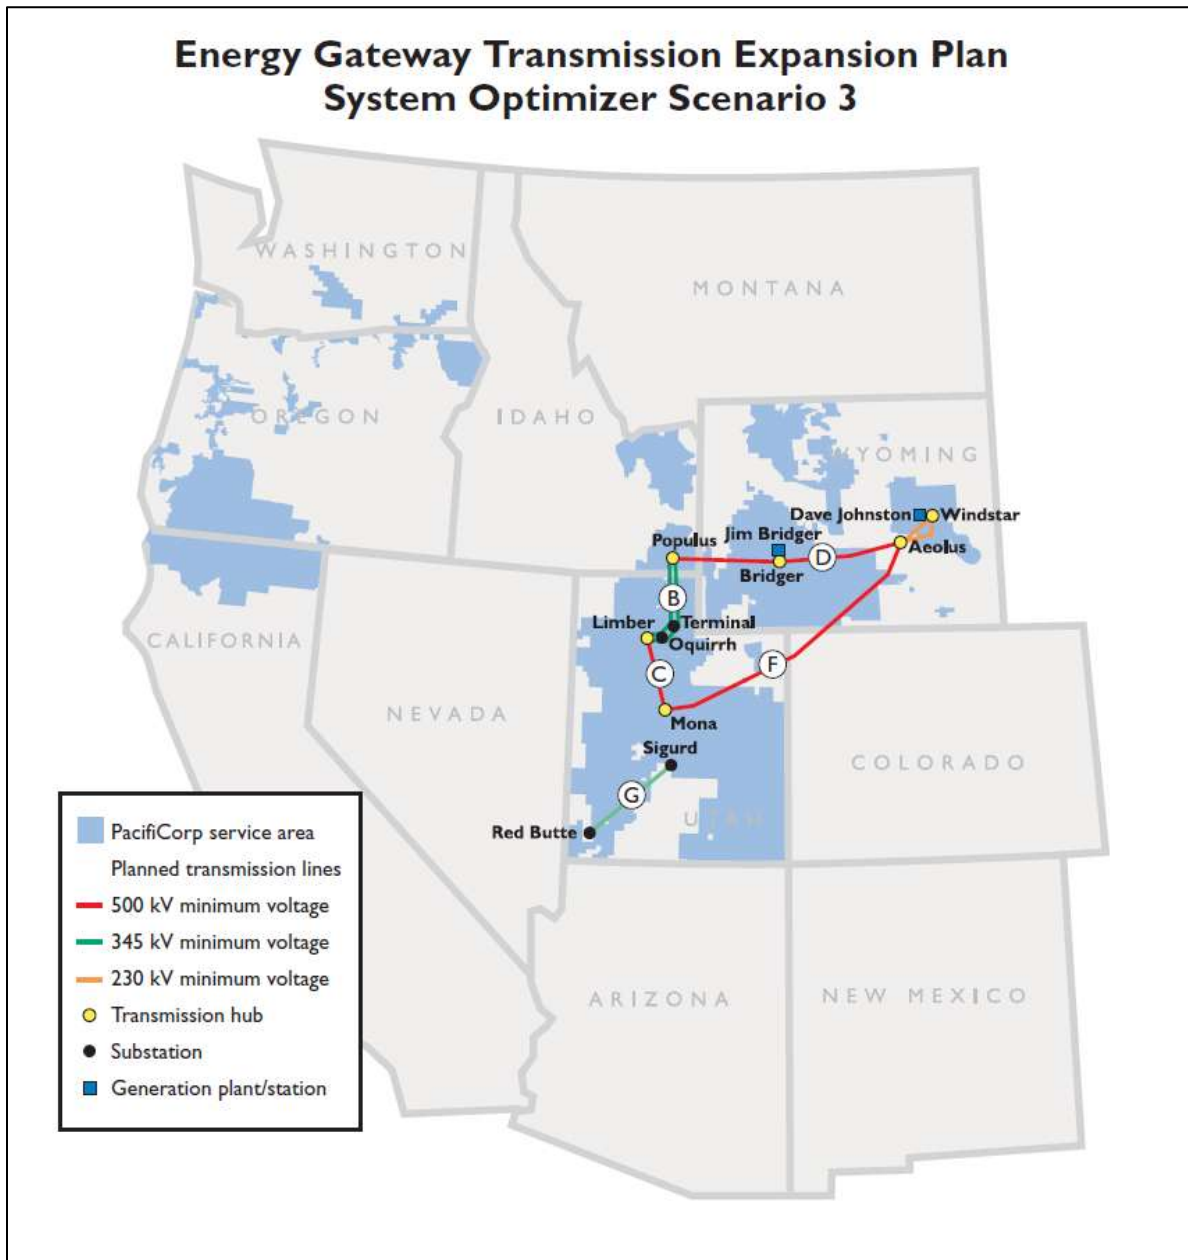 Energy Gateway Transmission Expansion Plan
System Optimizer Scenario 3
WASHINGTON
MONTANA
OREGON
IDAHO
WYOMING
Dave Johnston
Windstar
Jim Bridger
Populus
D
Aeolus
Bridger
B
Limber
Terminal
Oquirrh
CALIFORNIA
F
C
NEVADA
Mona
Sigurd
COLORADO
G
UTAH
Red Butte
PacifiCorp service area
Planned transmission lines
500 kV minimum voltage
345 kV minimum voltage
230 kV minimum voltage
Transmission hub
Substation
Generation plant/station
ARIZONA
NEW MEXICO